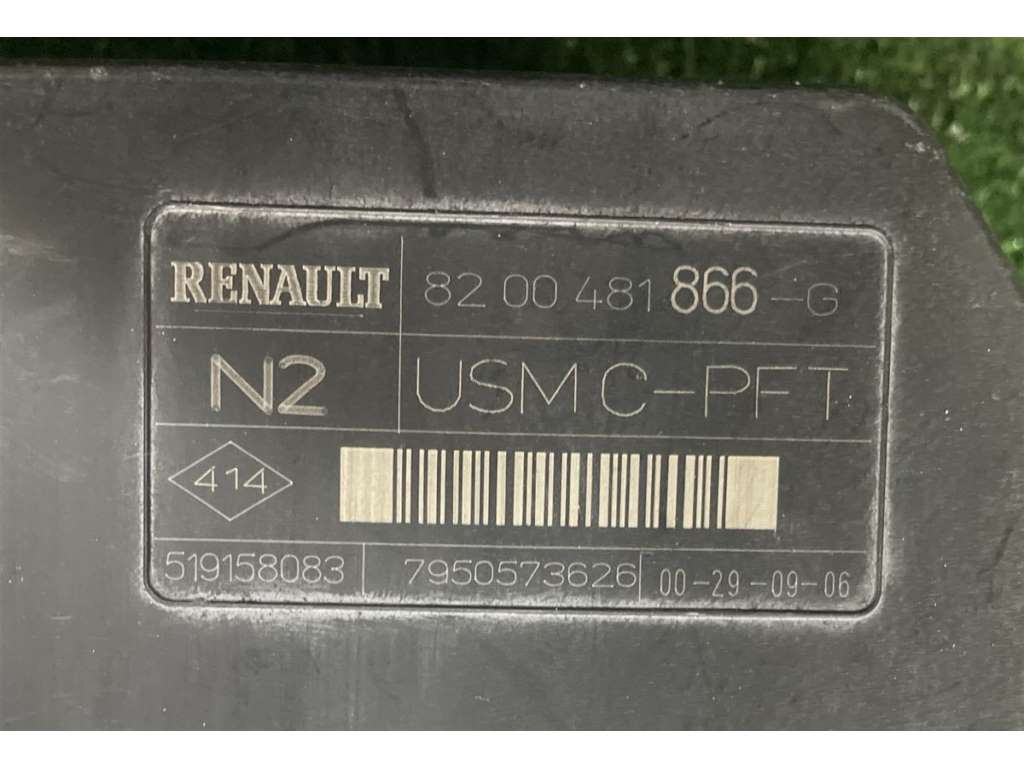 RENAULT 82 00 481 866-G
N2 USM C-PFT
414
519158083 7950573626 00-29-09-06